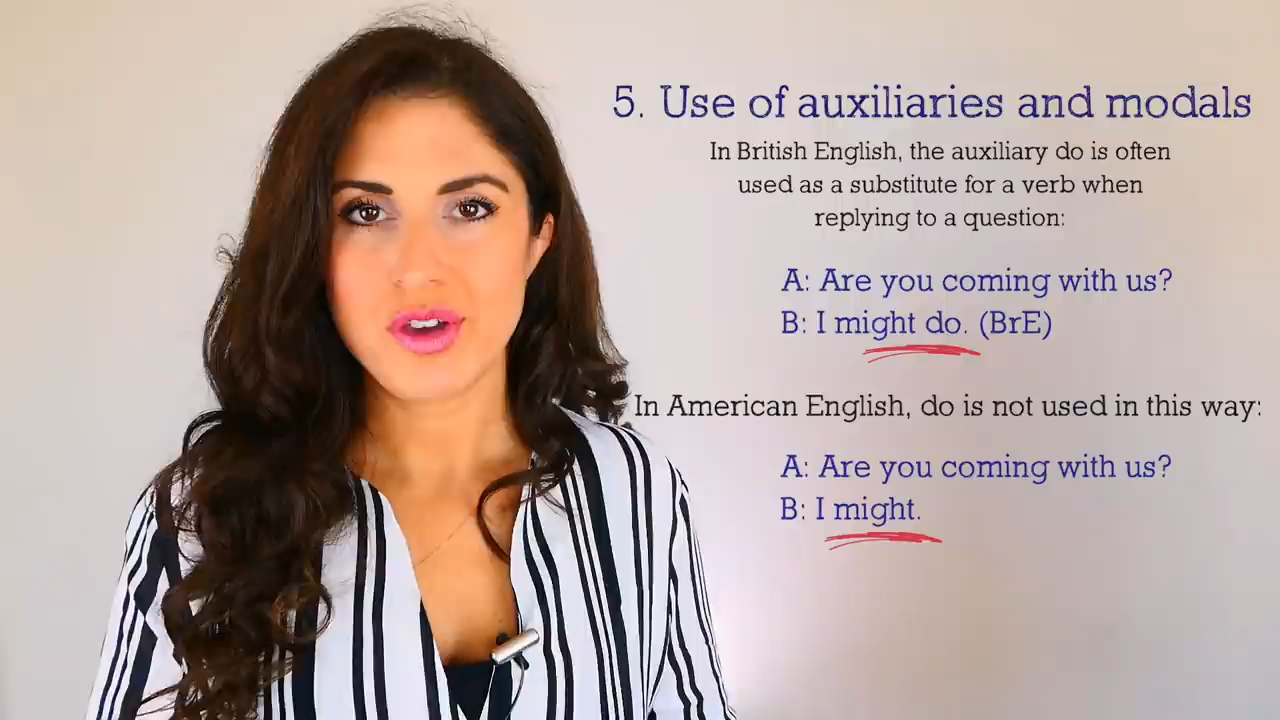 5. Use of auxiliaries and modals
In British English, the auxiliary do is often
used as a substitute for a verb when
replying to a question:
A: Are you coming with us?
B: I might do. (BrE)
In American English, do is not used in this way:
A: Are you coming with us?
B: I might.